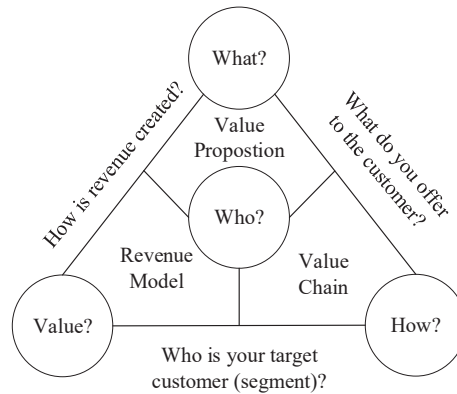 What?
How is revenue created?
What do you offer
to the customer?
Value
Propostion
Who?
Revenue
Model
Value
Chain
Value?
How?
Who is your target
customer (segment)?